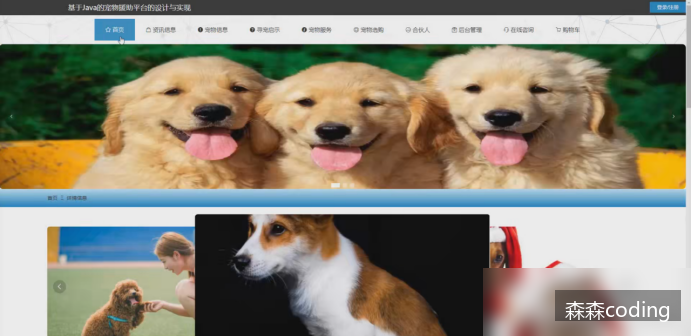 基于Java的宠物援助平台的设计与实现
登录/注册
首页 资讯信息 宠物信息 寻宠启示 宠物服务 宠物选购 合伙人 后台管理 在线咨询 购物车
首页
森森coding